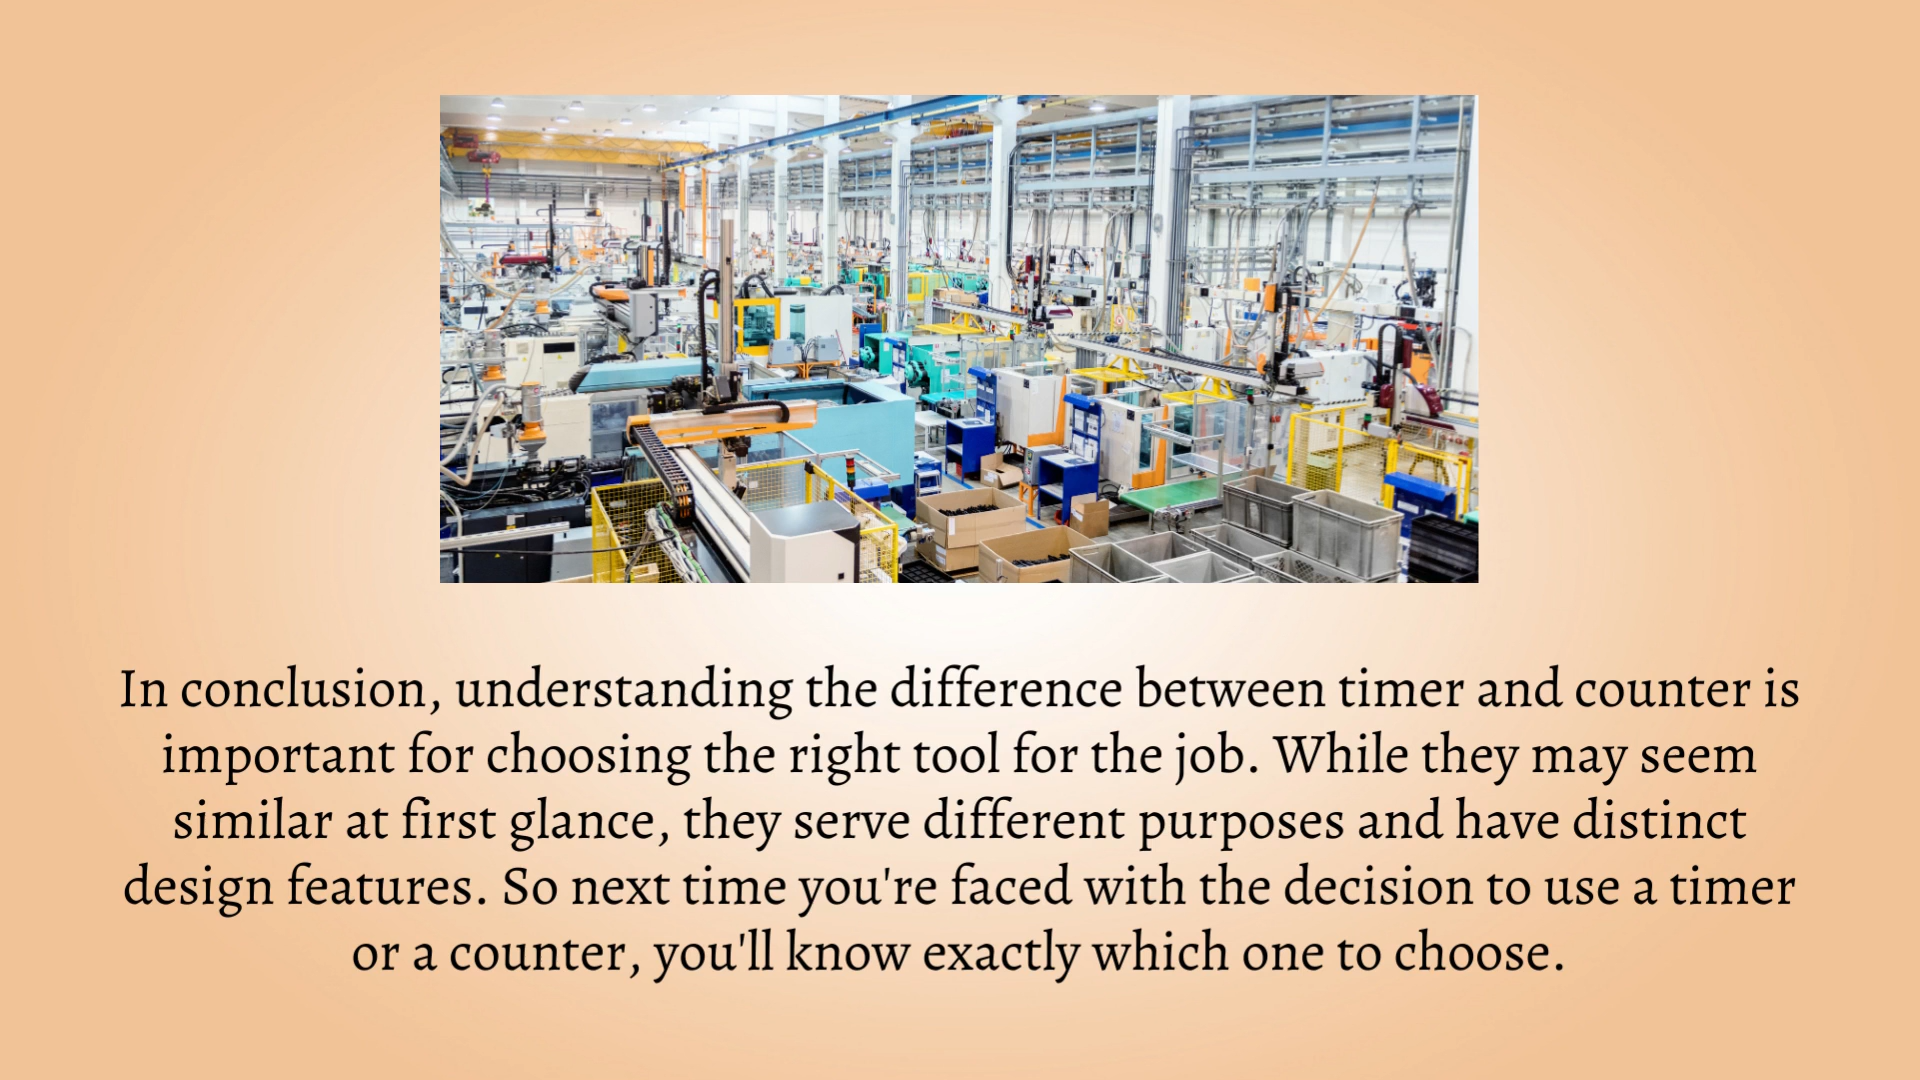 In conclusion, understanding the difference between timer and counter is
important for choosing the right tool for the job. While they may seem
similar at first glance, they serve different purposes and have distinct
design features. So next time you're faced with the decision to use a timer
or a counter, you'll know exactly which one to choose.